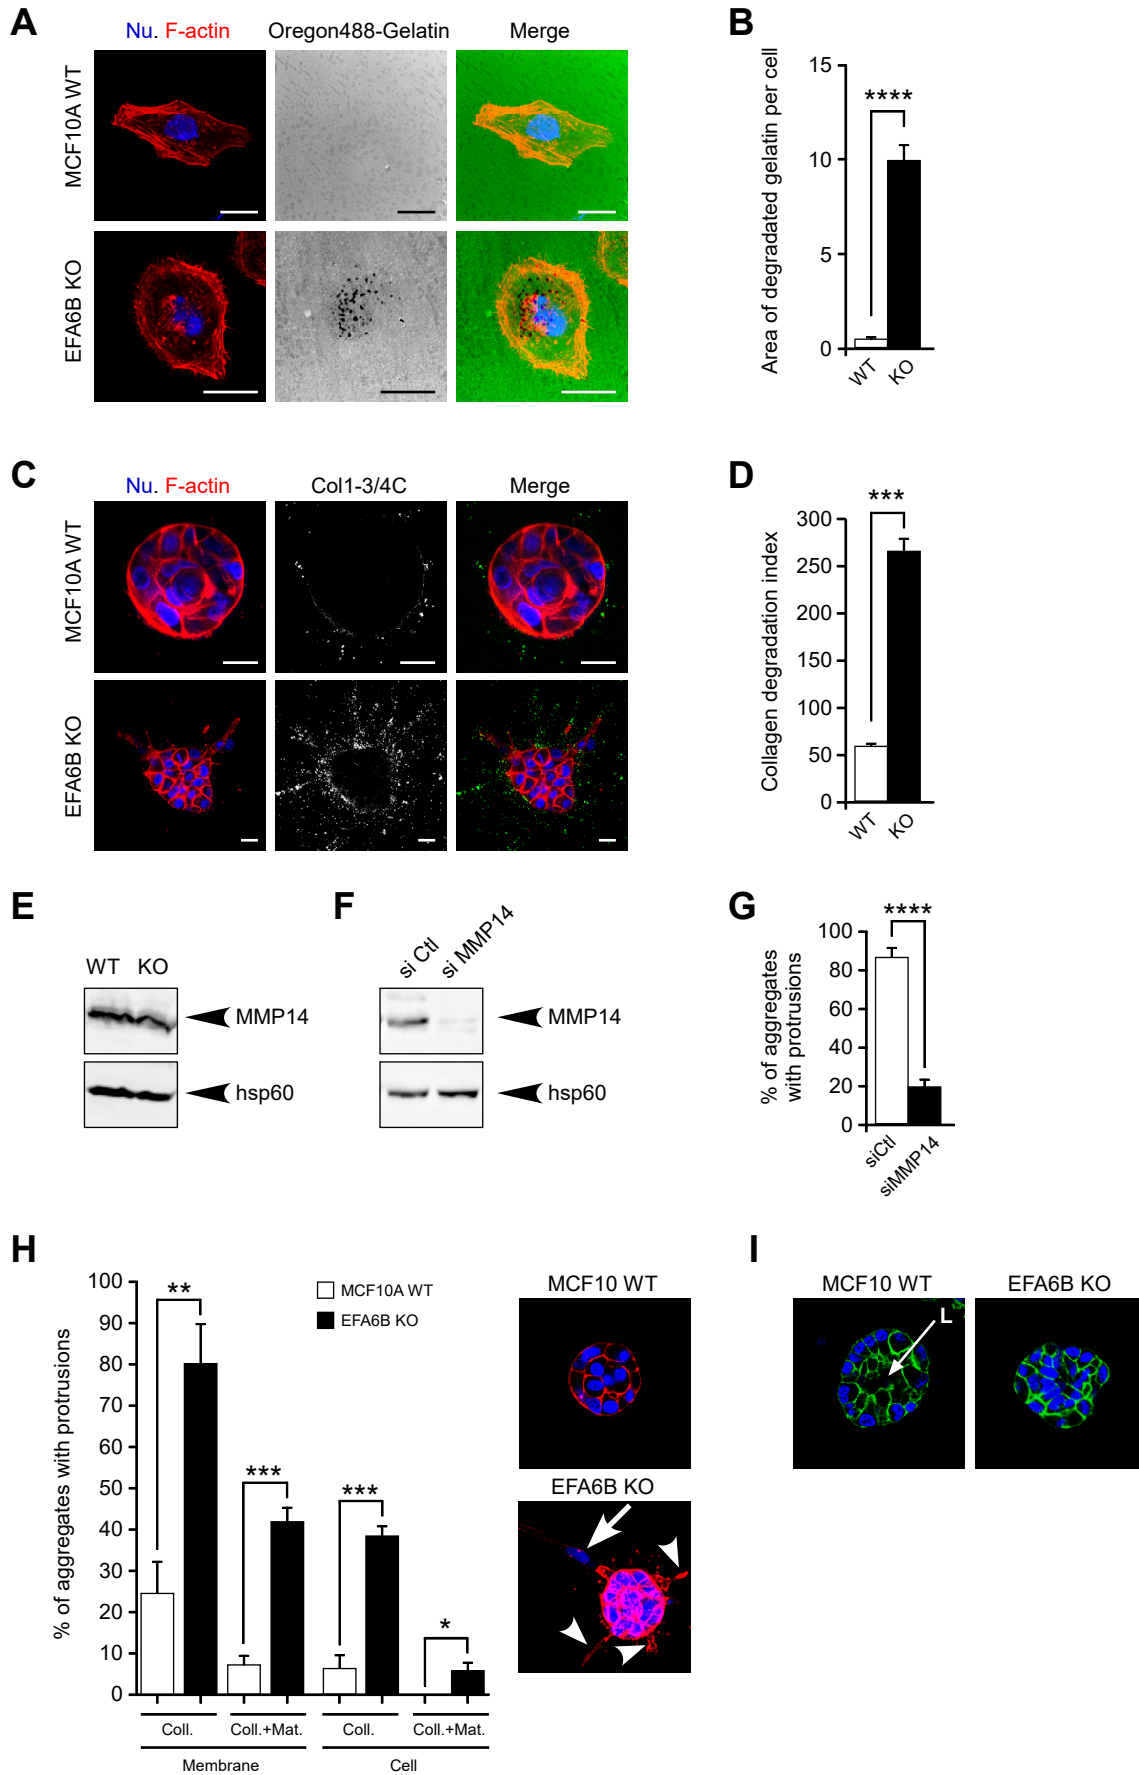 A
Nu. F-actin
Oregon488-Gelatin
Merge
MCF10A WT
EFA6B KO
B
Area of degradated gelatin per cell
15
10
5
0
****
WT
KO
C
Nu. F-actin
Col1-3/4C
Merge
MCF10A WT
EFA6B KO
D
Collagen degradation index
300
250
200
150
100
50
0
***
WT
KO
E
WT KO
MMP14
hsp60
F
si Ctl
si MMP14
MMP14
hsp60
G
% of aggregates
with protrusions
100
80
60
40
20
0
****
siCtl
siMMP14
H
% of aggregates with protrusions
100
90
80
70
60
50
40
30
20
10
0
**
***
***
*
MCF10A WT
EFA6B KO
Coll.
Coll.+Mat.
Coll.
Coll.+Mat.
Membrane
Cell
MCF10 WT
EFA6B KO
I
MCF10 WT
EFA6B KO
L